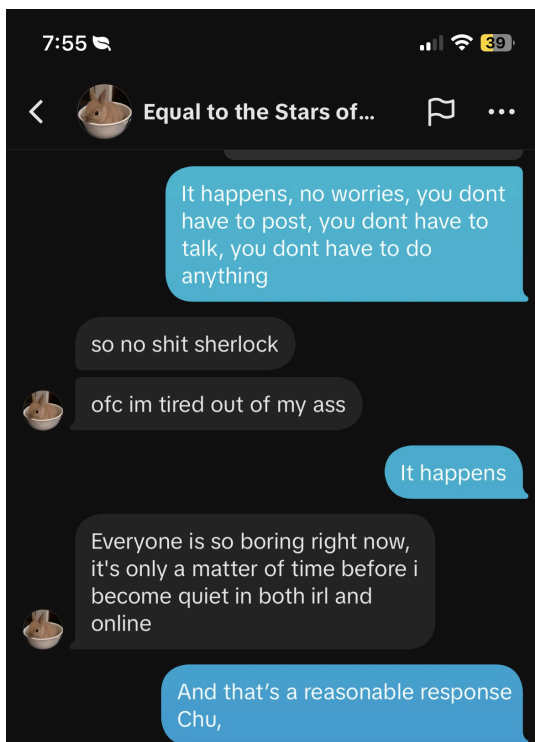 7:55
39
Equal to the Stars of...
It happens, no worries, you dont
have to post, you dont have to
talk, you dont have to do
anything
so no shit sherlock
ofc im tired out of my ass
It happens
Everyone is so boring right now,
it's only a matter of time before i
become quiet in both irl and
online
And that’s a reasonable response
Chu,